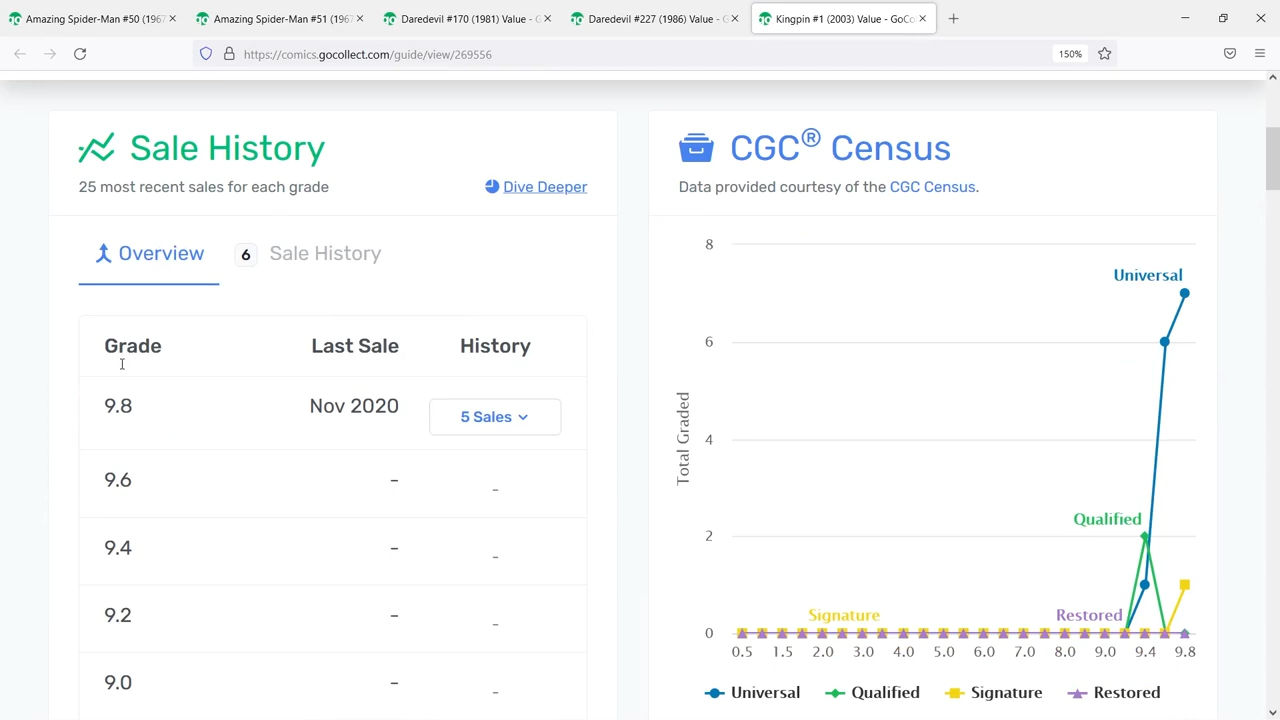 Amazing Spider-Man #50 (1967
Amazing Spider-Man #51 (1967
Daredevil #170 (1981) Value - G
Daredevil #227 (1986) Value - G
Kingpin #1 (2003) Value - GoCo
https://comics.gocollect.com/guide/view/269556
150%
Sale History
25 most recent sales for each grade
Dive Deeper
Overview
6 Sale History
Grade Last Sale History
9.8 Nov 2020 5 Sales
9.6 - -
9.4 - -
9.2 - -
9.0 - -
CGC® Census
Data provided courtesy of the CGC Census.
8
Universal
6
Total Graded
4
Qualified
2
Signature
Restored
0
0.5 1.5 2.0 3.0 4.0 5.0 6.0 7.0 8.0 9.0 9.4 9.8
Universal Qualified Signature Restored